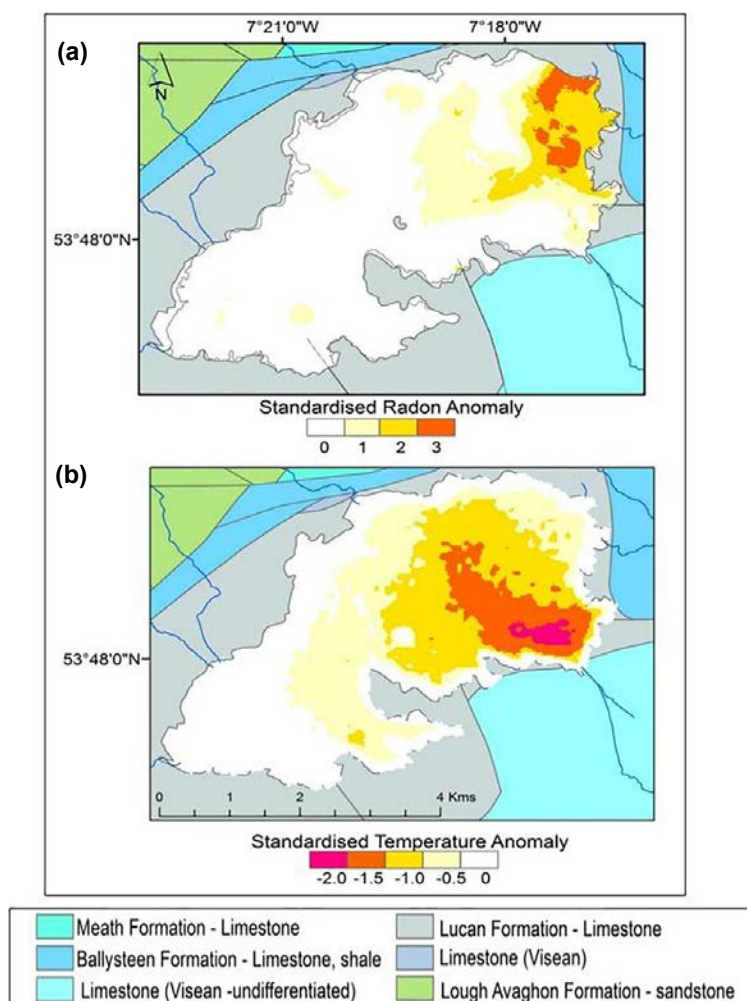 7°21'0"W 7°18'0"W
(a)
N
53°48'0"N
Standardised Radon Anomaly
0 1 2 3
(b)
53°48'0"N
0 1 2 4 Kms
Standardised Temperature Anomaly
-2.0 -1.5 -1.0 -0.5 0
Meath Formation - Limestone
Ballysteen Formation - Limestone, shale
Limestone (Visean -undifferentiated)
Lucan Formation - Limestone
Limestone (Visean)
Lough Avaghon Formation - sandstone